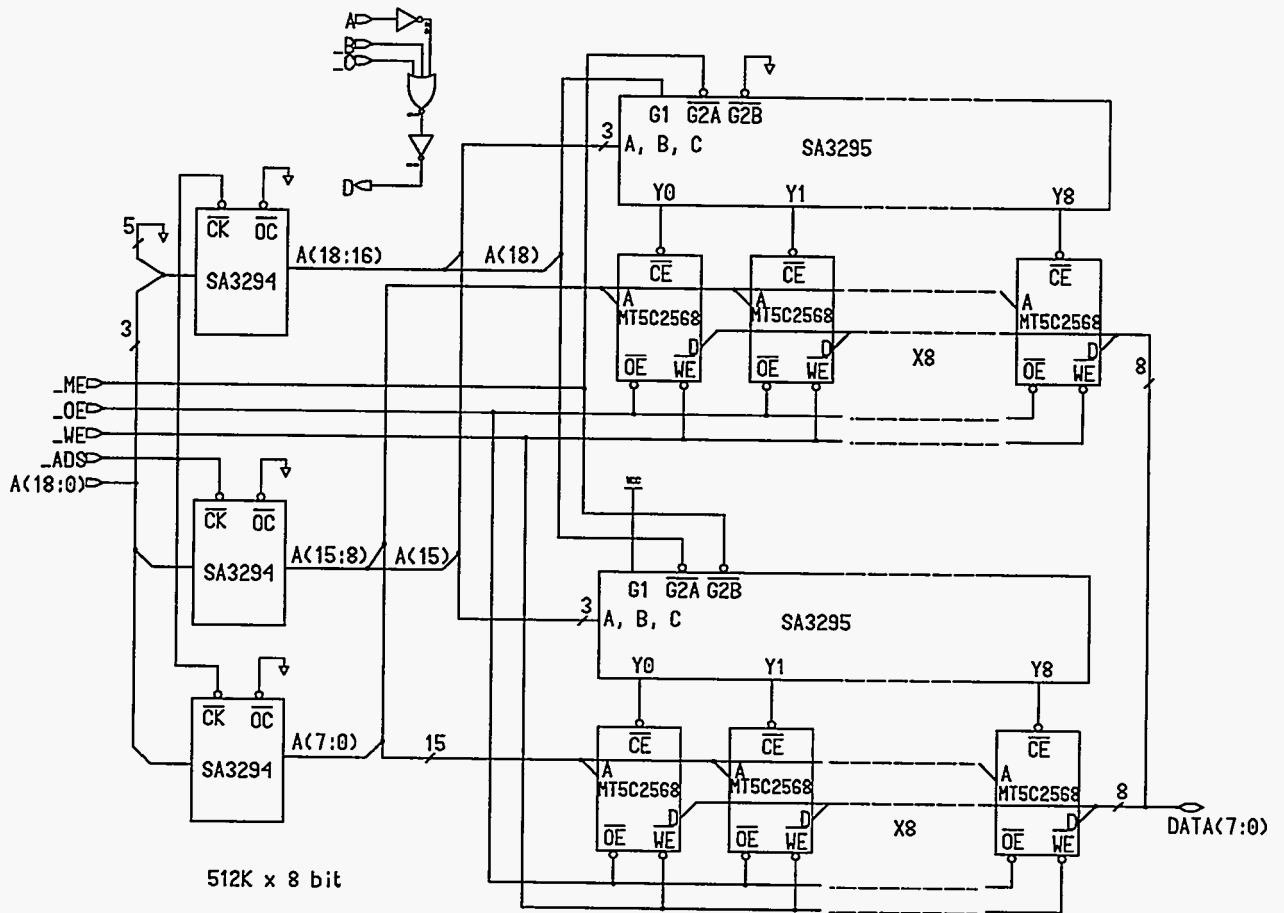 A
_B
_C
D
G1 G2A G2B
3
A, B, C
SA3295
Y0 Y1 Y8
CK OC
SA3294
5
3
A(18:16)
A(18)
CE CE CE
A A A
MT5C2568 MT5C2568 MT5C2568
D D D
X8
OE WE OE WE OE WE
8
_ME
_OE
_WE
_ADS
A(18:0)
CK OC
SA3294
A(15:8)
A(15)
VCC
G1 G2A G2B
3
A, B, C
SA3295
Y0 Y1 Y8
CK OC
SA3294
A(7:0)
15
CE CE CE
A A A
MT5C2568 MT5C2568 MT5C2568
D D D
X8
OE WE OE WE OE WE
8
DATA(7:0)
512K x 8 bit